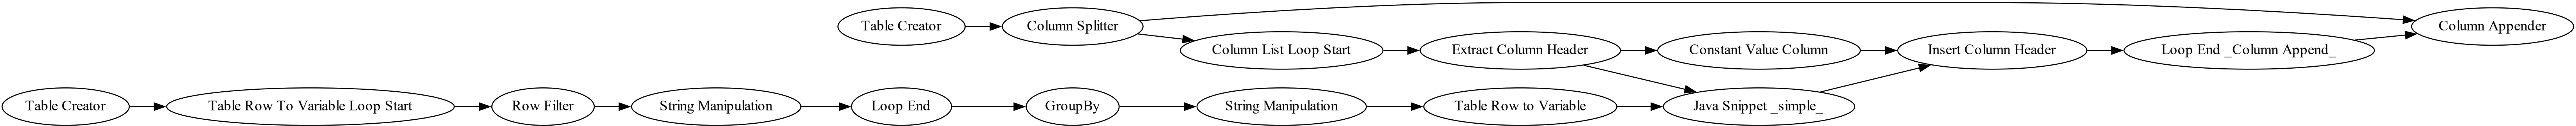 Table Creator
Column Splitter
Column Appender
Column List Loop Start
Extract Column Header
Constant Value Column
Insert Column Header
Loop End _Column Append_
Table Creator
Table Row To Variable Loop Start
Row Filter
String Manipulation
Loop End
GroupBy
String Manipulation
Table Row to Variable
Java Snippet _simple_